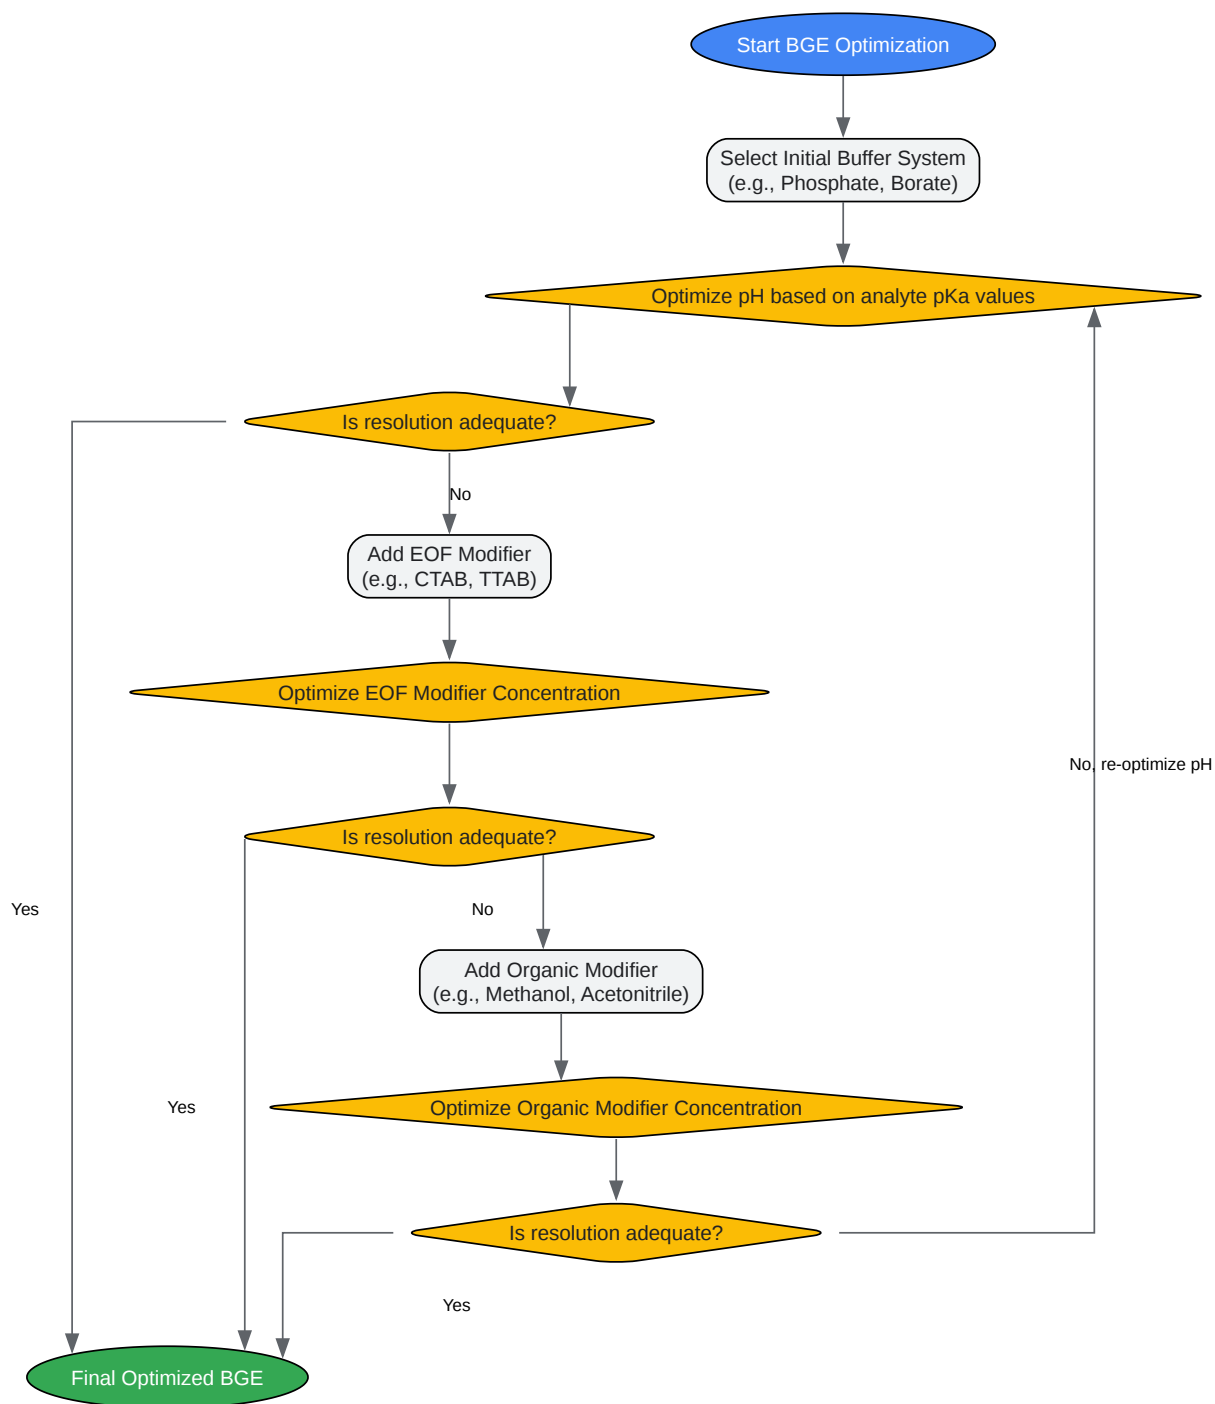 Start BGE Optimization
Select Initial Buffer System
(e.g., Phosphate, Borate)
Optimize pH based on analyte pKa values
Is resolution adequate?
No
Add EOF Modifier
(e.g., CTAB, TTAB)
Optimize EOF Modifier Concentration
No, re-optimize pH
Is resolution adequate?
Yes
No
Add Organic Modifier
(e.g., Methanol, Acetonitrile)
Yes
Optimize Organic Modifier Concentration
Is resolution adequate?
Yes
Final Optimized BGE